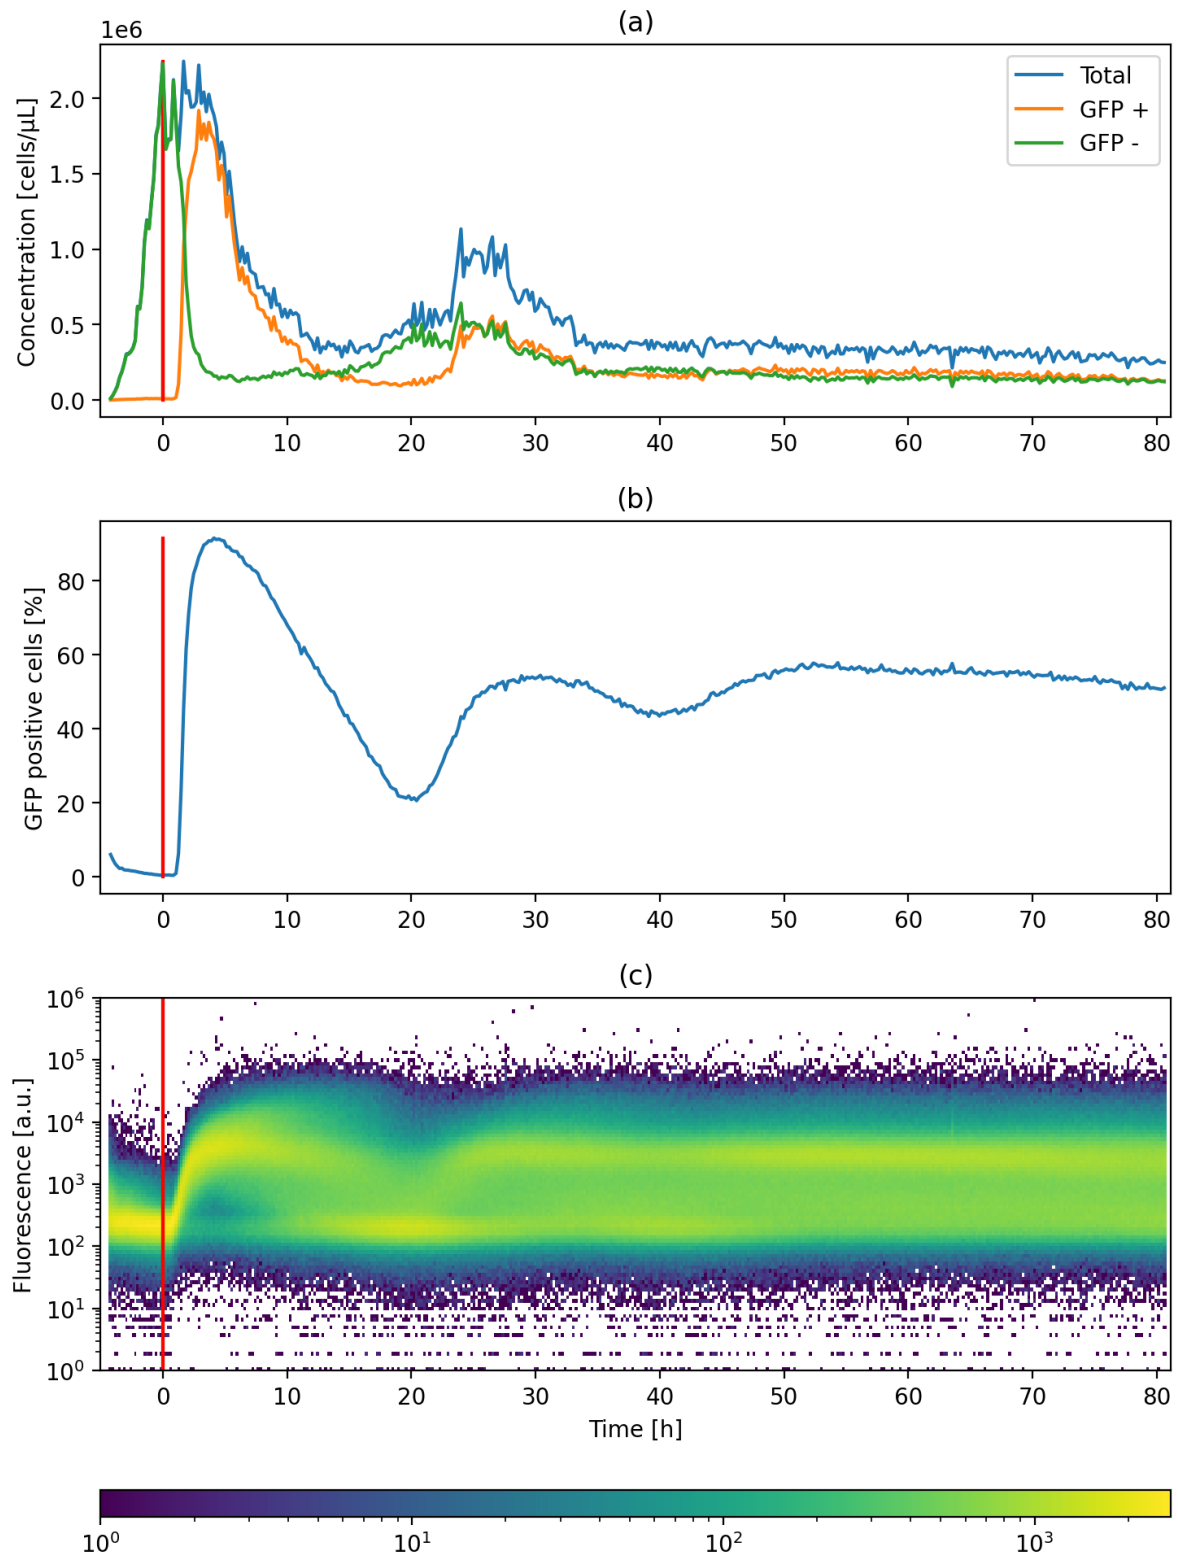 (a)
1e6
Concentration [cells/μL]
2.0
1.5
1.0
0.5
0.0
Total
GFP +
GFP -
0 10 20 30 40 50 60 70 80
(b)
GFP positive cells [%]
80
60
40
20
0
0 10 20 30 40 50 60 70 80
(c)
Fluorescence [a.u.]
10⁶
10⁵
10⁴
10³
10²
10¹
10⁰
0 10 20 30 40 50 60 70 80
Time [h]
10⁰ 10¹ 10² 10³